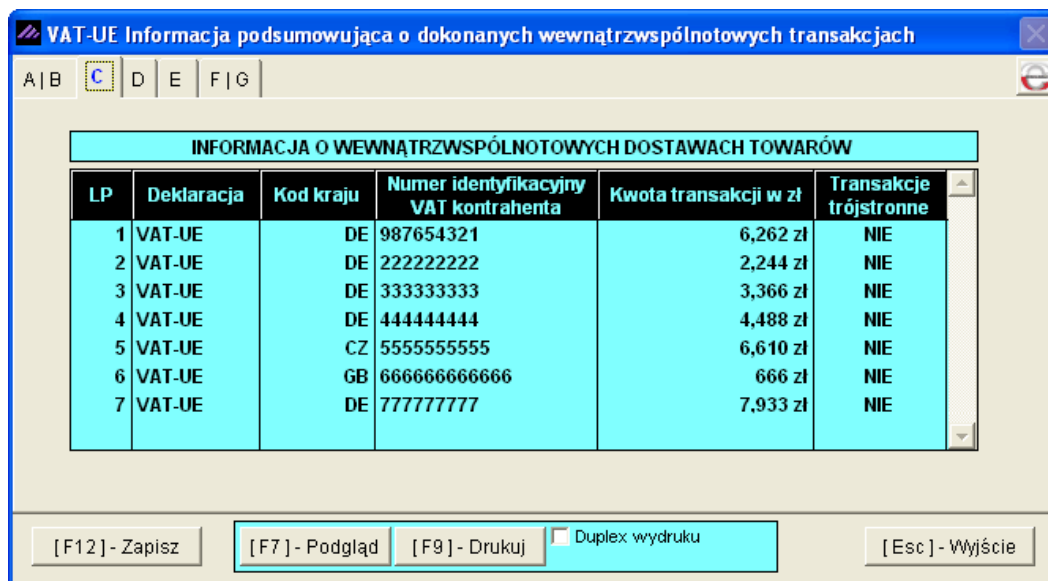 VAT-UE Informacja podsumowująca o dokonanych wewnątrzwspólnotowych transakcjach
A|B C D E F|G
INFORMACJA O WEWNĄTRZWSPÓLNOTOWYCH DOSTAWACH TOWARÓW
LP Deklaracja Kod kraju Numer identyfikacyjny VAT kontrahenta Kwota transakcji w zł Transakcje trójstronne
1 VAT-UE DE 987654321 6,262 zł NIE
2 VAT-UE DE 222222222 2,244 zł NIE
3 VAT-UE DE 333333333 3,366 zł NIE
4 VAT-UE DE 444444444 4,488 zł NIE
5 VAT-UE CZ 5555555555 6,610 zł NIE
6 VAT-UE GB 666666666666 666 zł NIE
7 VAT-UE DE 777777777 7,933 zł NIE
[F12] - Zapisz [F7] - Podgląd [F9] - Drukuj Duplex wydruku [Esc] - Wyjście